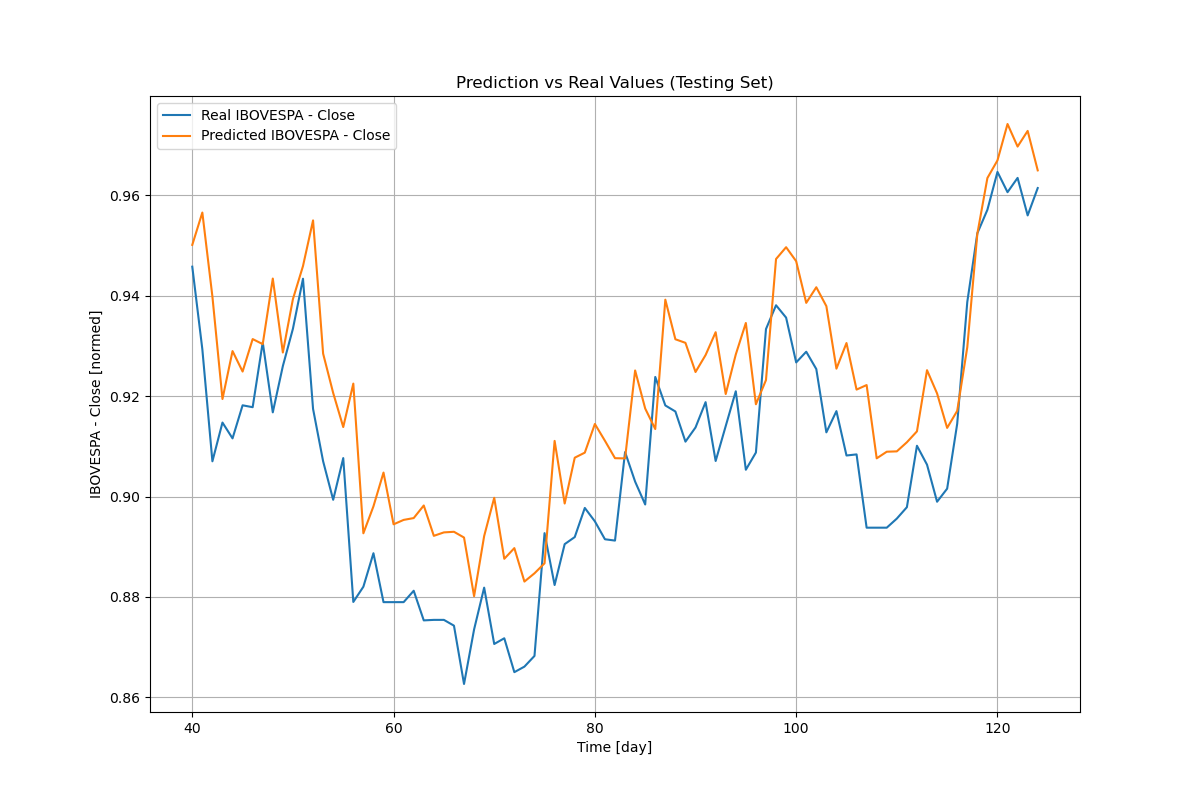 Prediction vs Real Values (Testing Set)
Real IBOVESPA - Close
Predicted IBOVESPA - Close
IBOVESPA - Close [normed]
0.96
0.94
0.92
0.90
0.88
0.86
40
60
80
100
120
Time [day]